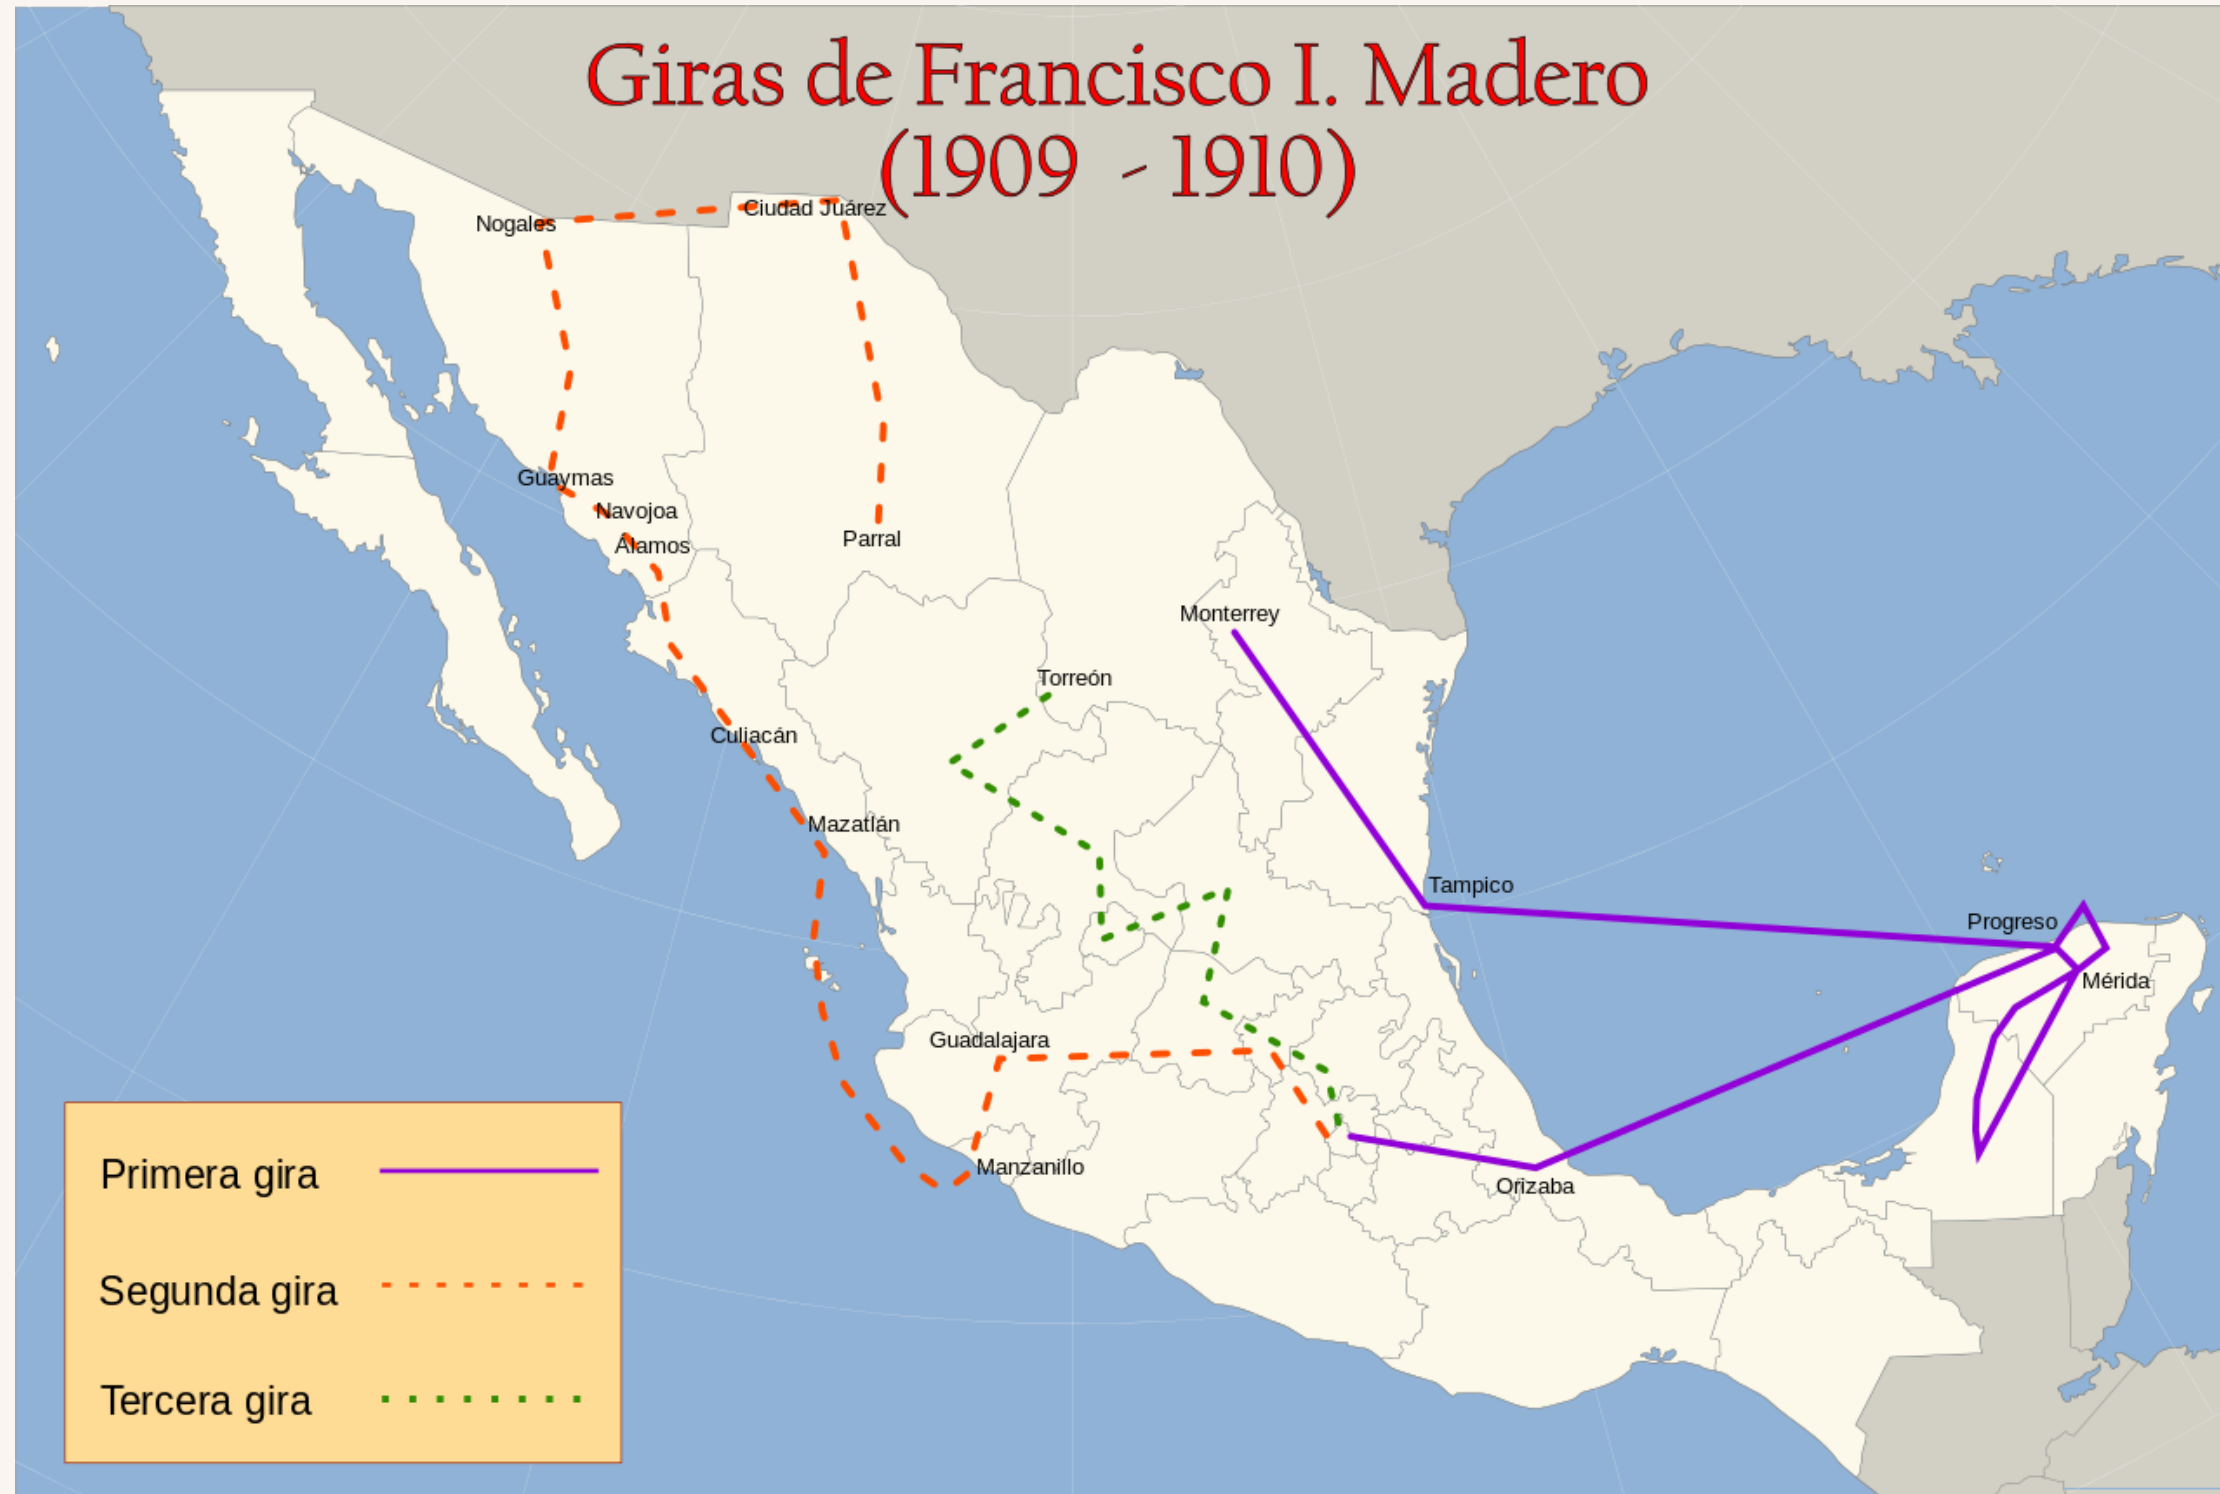 Giras de Francisco I. Madero
(1909 - 1910)
Ciudad Juárez
Nogales
Guaymas
Navojoa
Álamos
Parral
Monterrey
Torreón
Culiacán
Mazatlán
Tampico
Progreso
Mérida
Guadalajara
Manzanillo
Orizaba
Primera gira
Segunda gira
Tercera gira